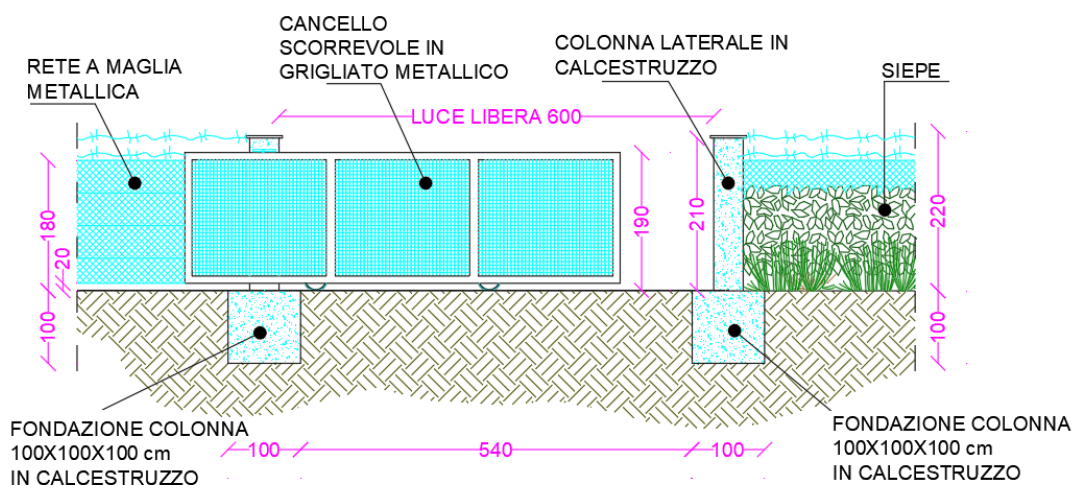 CANCELLO
SCORREVOLE IN
GRIGLIATO METALLICO
COLONNA LATERALE IN
CALCESTRUZZO
RETE A MAGLIA
METALLICA
SIEPE
LUCE LIBERA 600
180
20
100
190
210
220
100
FONDAZIONE COLONNA
100X100X100 cm
IN CALCESTRUZZO
100
540
100
FONDAZIONE COLONNA
100X100X100 cm
IN CALCESTRUZZO